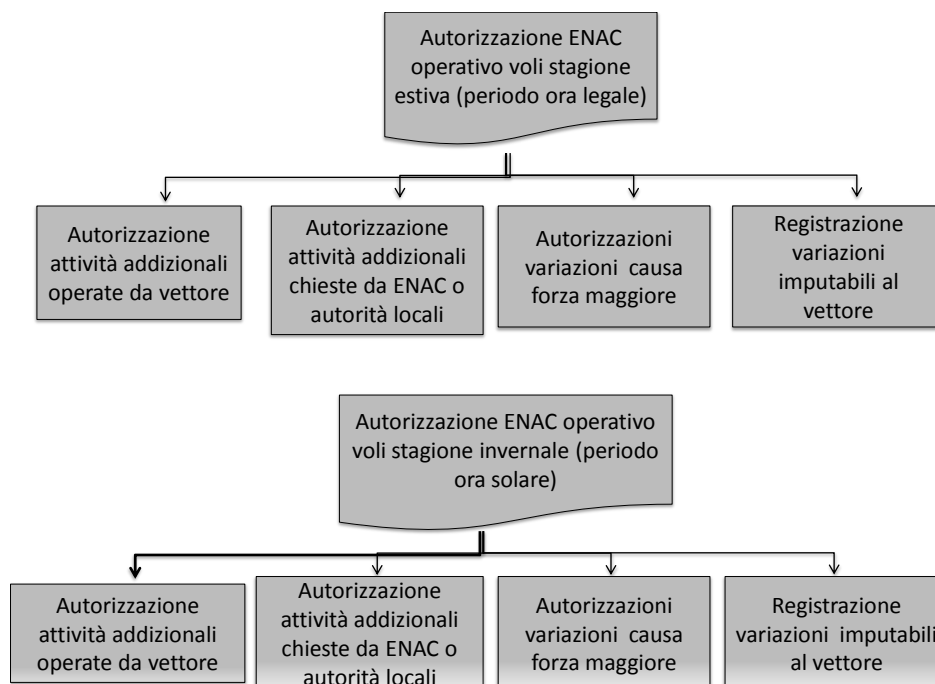 Autorizzazione ENAC
operativo voli stagione
estiva (periodo ora legale)
Autorizzazione
attività addizionali
operate da vettore
Autorizzazione
attività addizionali
chieste da ENAC o
autorità locali
Autorizzazioni
variazioni causa
forza maggiore
Registrazione
variazioni
imputabili al
vettore
Autorizzazione ENAC operativo
voli stagione invernale (periodo
ora solare)
Autorizzazione
attività addizionali
operate da vettore
Autorizzazione
attività addizionali
chieste da ENAC o
autorità locali
Autorizzazioni
variazioni causa
forza maggiore
Registrazione
variazioni imputabili
al vettore